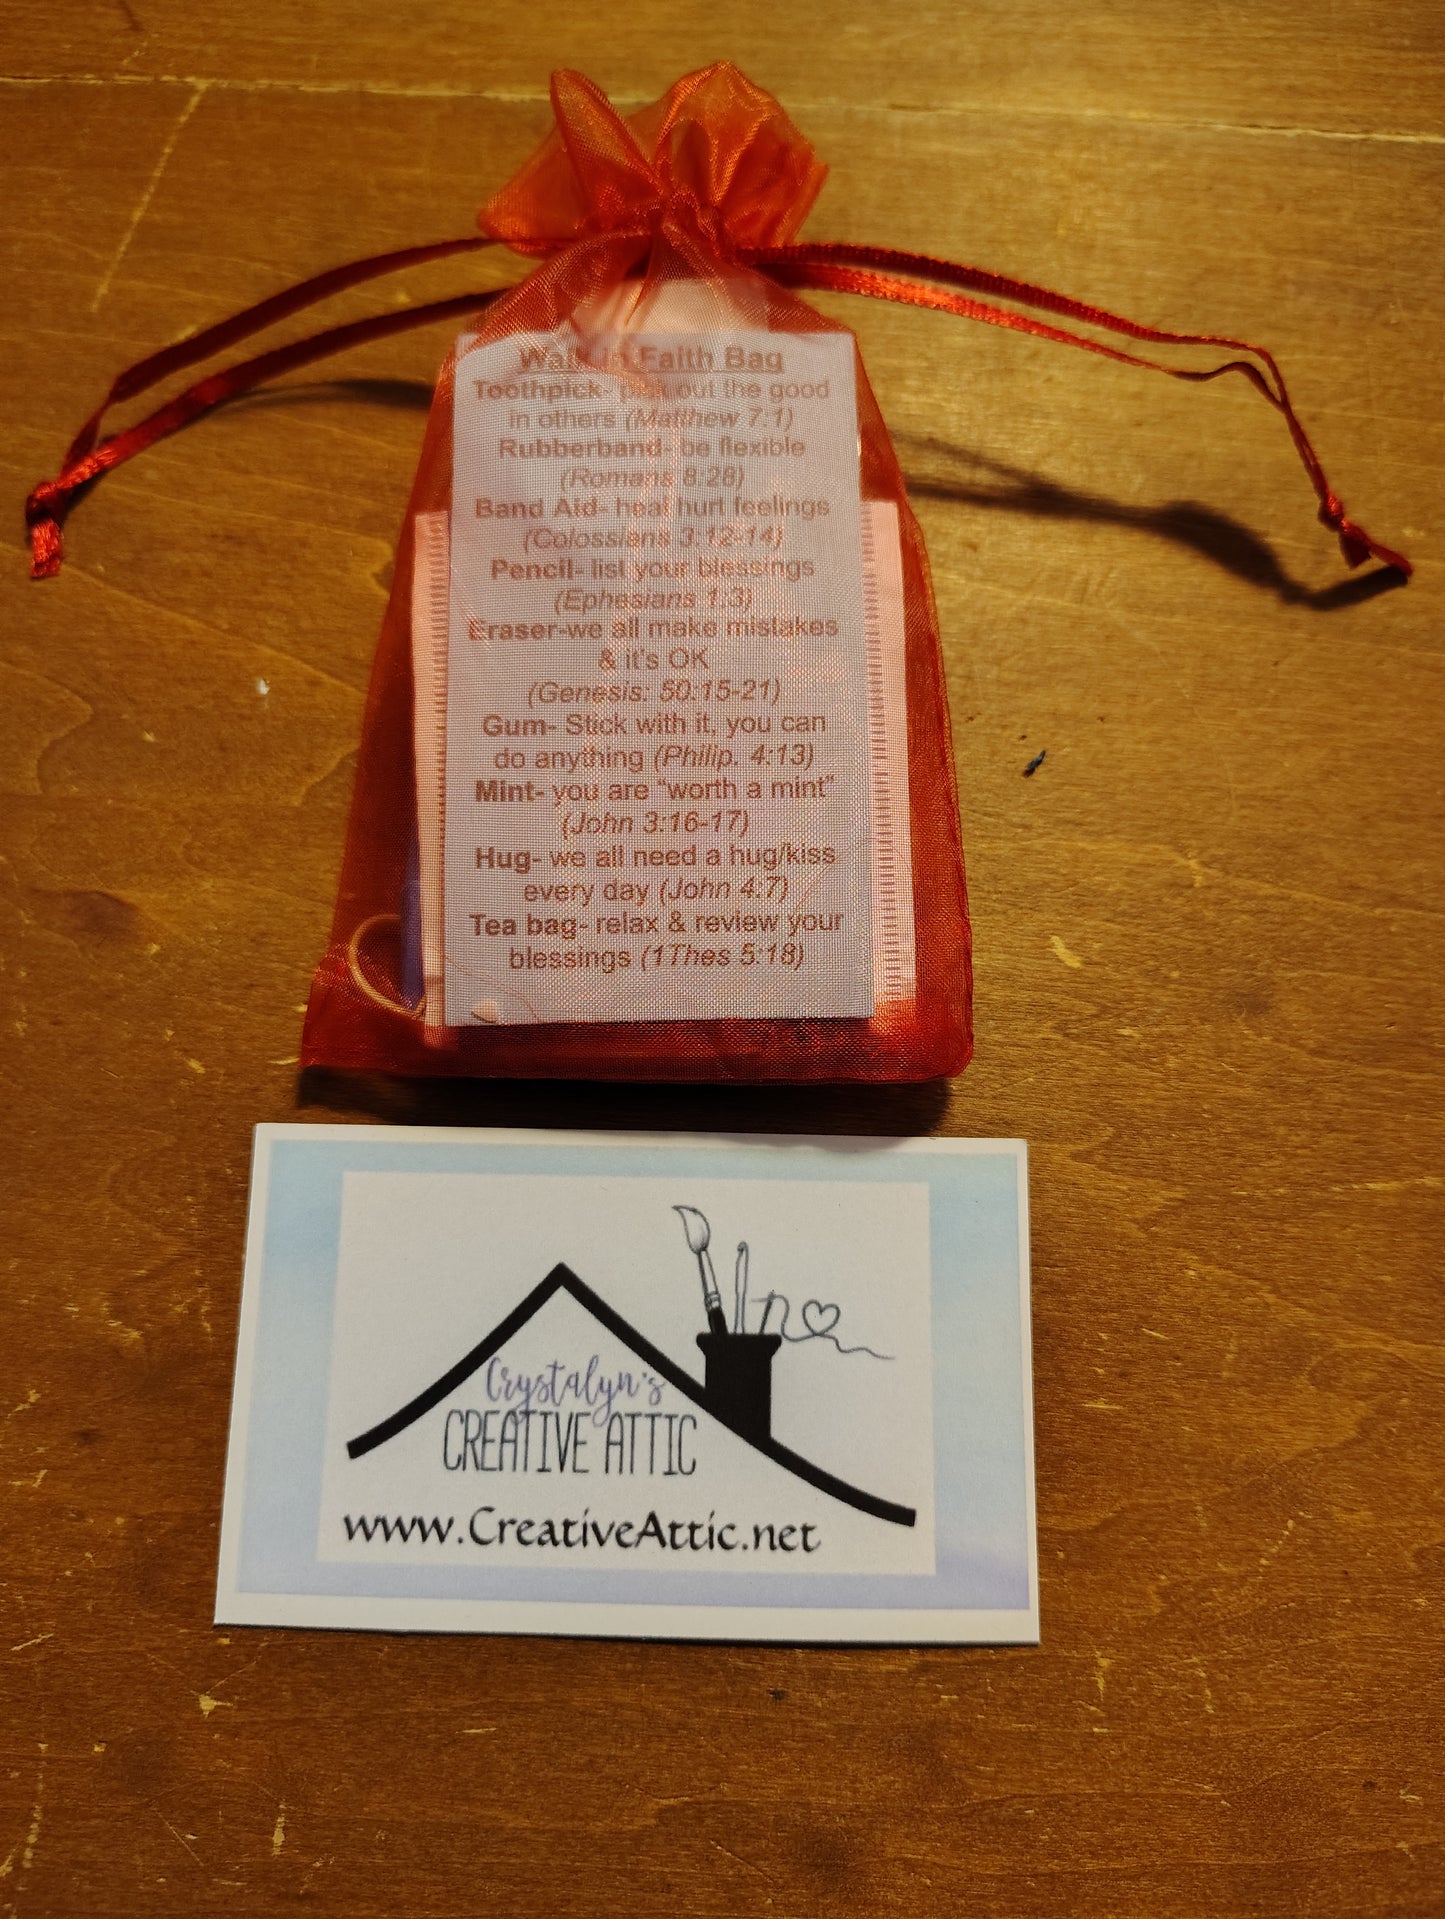 Walk in Faith Bag
Toothpick- pick out the good
in others (Matthew 7:1)
Rubberband- be flexible
(Romans 8:28)
Band Aid- heal hurt feelings
(Colossians 3:12-14)
Pencil- list your blessings
(Ephesians 1:3)
Eraser-we all make mistakes
& it's OK
(Genesis: 50:15-21)
Gum- Stick with it, you can
do anything (Philip. 4:13)
Mint- you are “worth a mint”
(John 3:16-17)
Hug- we all need a hug/kiss
every day (John 4:7)
Tea bag- relax & review your
blessings (1Thes 5:18)
Crystalyn's
CREATIVE ATTIC
www.CreativeAttic.net